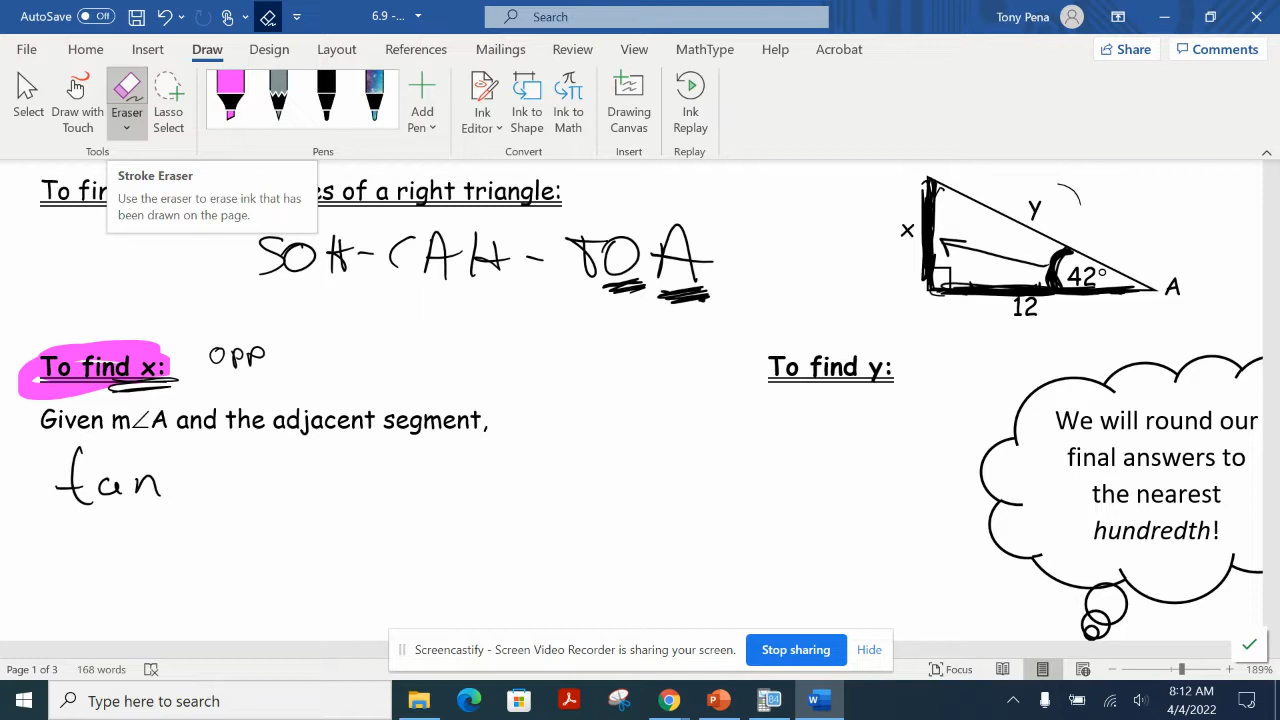 AutoSave Off 6.9 - ... Search Tony Pena
File Home Insert Draw Design Layout References Mailings Review View MathType Help Acrobat Share Comments
Select Draw with Touch Eraser Lasso Select Add Pen Ink Editor Ink to Shape Ink to Math Drawing Canvas Ink Replay
Tools Pens Convert Insert Replay
Stroke Eraser
Use the eraser to erase ink that has
been drawn on the page.
To fin es of a right triangle:
SOH-CAH-TOA
x
y
42°
A
12
To find x: opp
To find y:
Given m∠A and the adjacent segment,
tan
We will round our
final answers to
the nearest
hundredth!
Screencastify - Screen Video Recorder is sharing your screen. Stop sharing Hide
Page 1 of 3 168 words Focus 189%
Type here to search
84
8:12 AM
4/4/2022